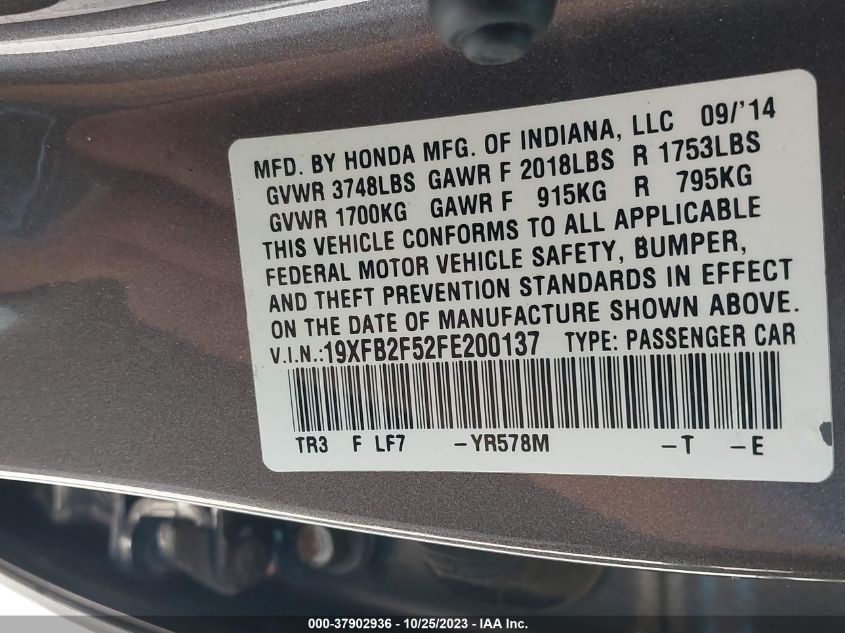 MFD. BY HONDA MFG. OF INDIANA, LLC 09/'14
GVWR 3748LBS GAWR F 2018LBS R 1753LBS
GVWR 1700KG GAWR F 915KG R 795KG
THIS VEHICLE CONFORMS TO ALL APPLICABLE
FEDERAL MOTOR VEHICLE SAFETY, BUMPER,
AND THEFT PREVENTION STANDARDS IN EFFECT
ON THE DATE OF MANUFACTURE SHOWN ABOVE.
V.I.N.:19XFB2F52FE200137 TYPE: PASSENGER CAR
TR3 F LF7 -YR578M -T -E
000-37902936 - 10/25/2023 - IAA Inc.